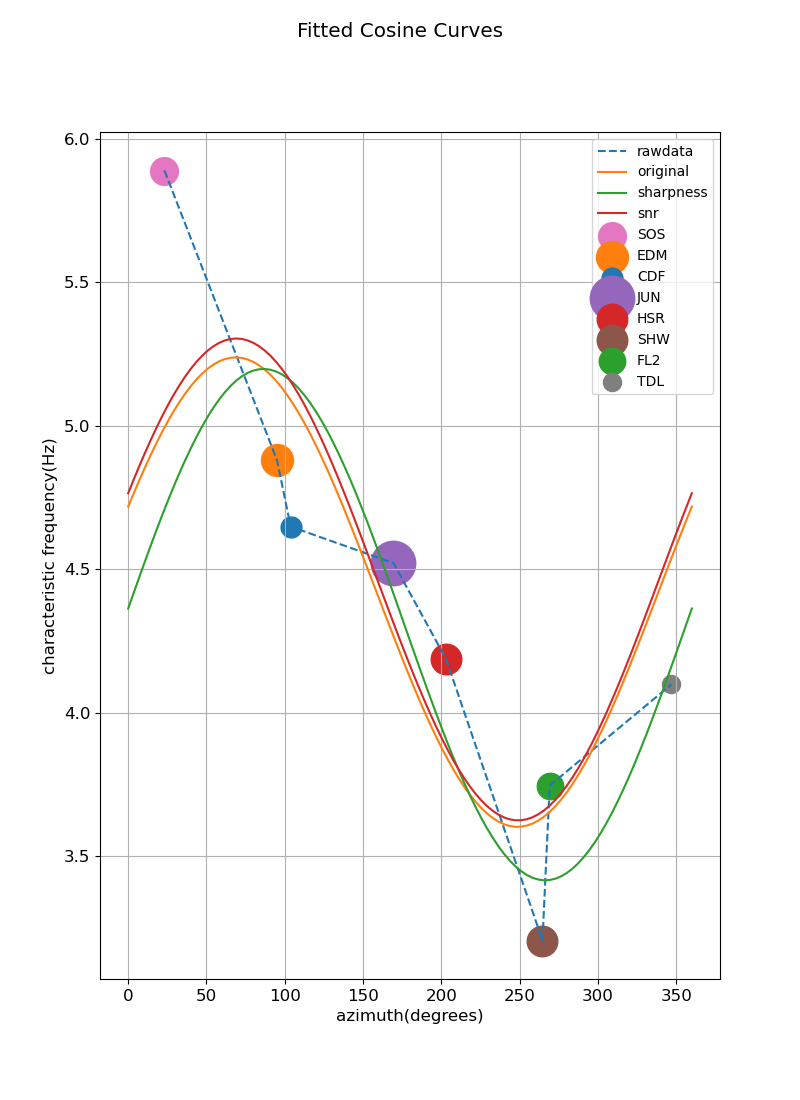 Fitted Cosine Curves
6.0
5.5
5.0
4.5
4.0
3.5
characteristic frequency(Hz)
rawdata
original
sharpness
snr
SOS
EDM
CDF
JUN
HSR
SHW
FL2
TDL
0 50 100 150 200 250 300 350
azimuth(degrees)